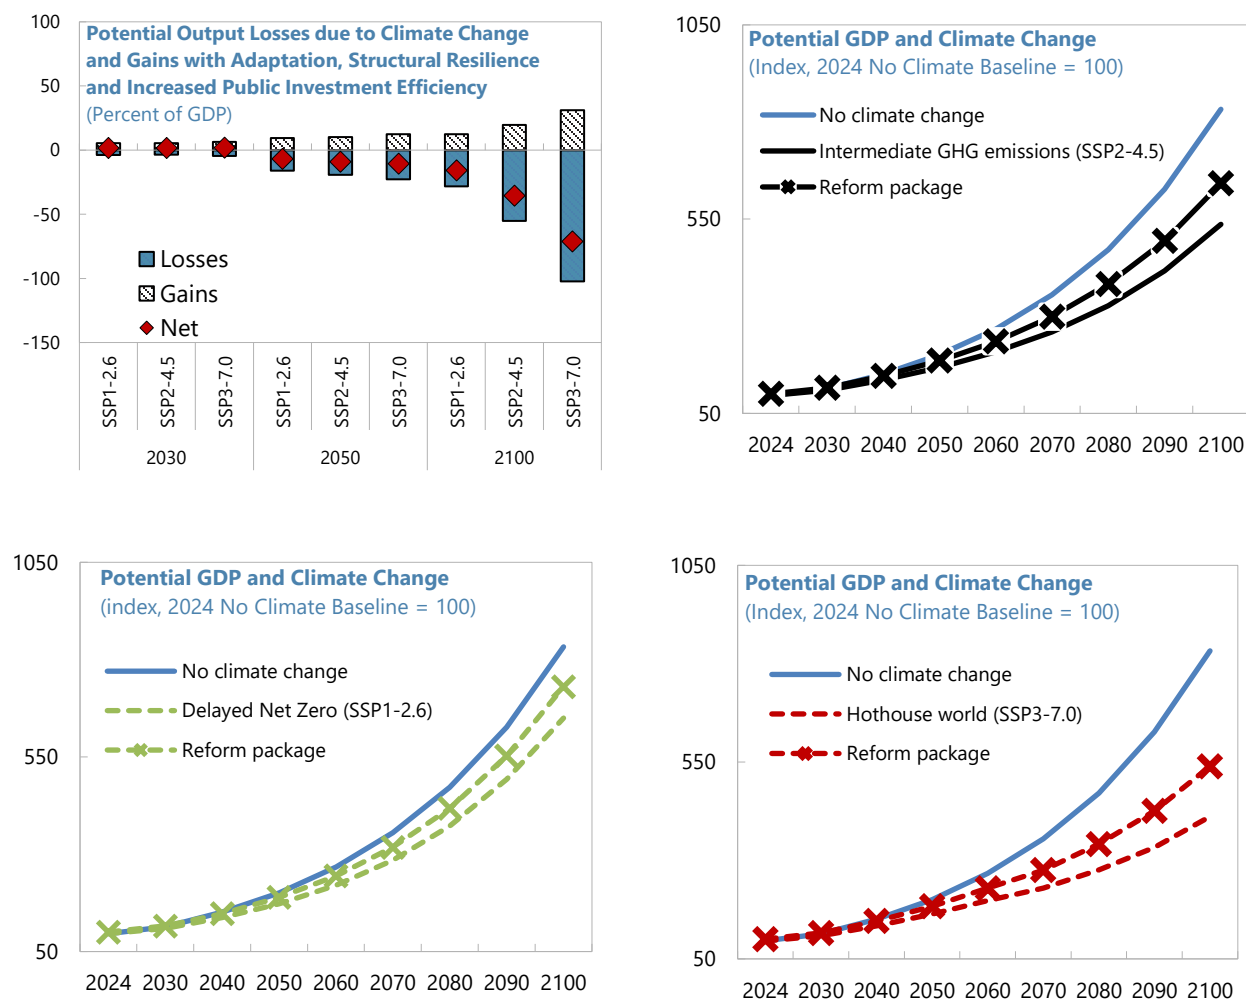 Potential Output Losses due to Climate Change
and Gains with Adaptation, Structural Resilience
and Increased Public Investment Efficiency
(Percent of GDP)
100
50
0
-50
-100
-150
Losses
Gains
Net
SSP1-2.6
SSP2-4.5
SSP3-7.0
SSP1-2.6
SSP2-4.5
SSP3-7.0
SSP1-2.6
SSP2-4.5
SSP3-7.0
2030
2050
2100
Potential GDP and Climate Change
(Index, 2024 No Climate Baseline = 100)
1050
550
50
No climate change
Intermediate GHG emissions (SSP2-4.5)
Reform package
2024 2030 2040 2050 2060 2070 2080 2090 2100
Potential GDP and Climate Change
(index, 2024 No Climate Baseline = 100)
1050
550
50
No climate change
Delayed Net Zero (SSP1-2.6)
Reform package
2024 2030 2040 2050 2060 2070 2080 2090 2100
Potential GDP and Climate Change
(Index, 2024 No Climate Baseline = 100)
1050
550
50
No climate change
Hothouse world (SSP3-7.0)
Reform package
2024 2030 2040 2050 2060 2070 2080 2090 2100